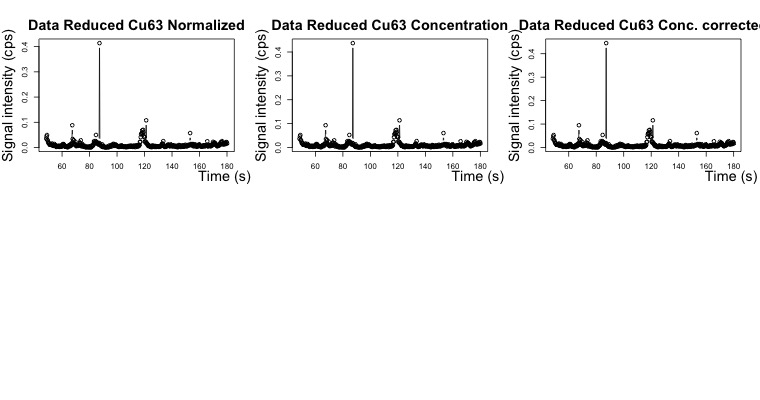 Data Reduced Cu63 Normalized
Signal intensity (cps)
0.0 0.1 0.2 0.3 0.4
60 80 100 120 140 160 180
Time (s)
Data Reduced Cu63 Concentration
Signal intensity (cps)
0.0 0.1 0.2 0.3 0.4
60 80 100 120 140 160 180
Time (s)
Data Reduced Cu63 Conc. corrected
Signal intensity (cps)
0.0 0.1 0.2 0.3 0.4
60 80 100 120 140 160 180
Time (s)